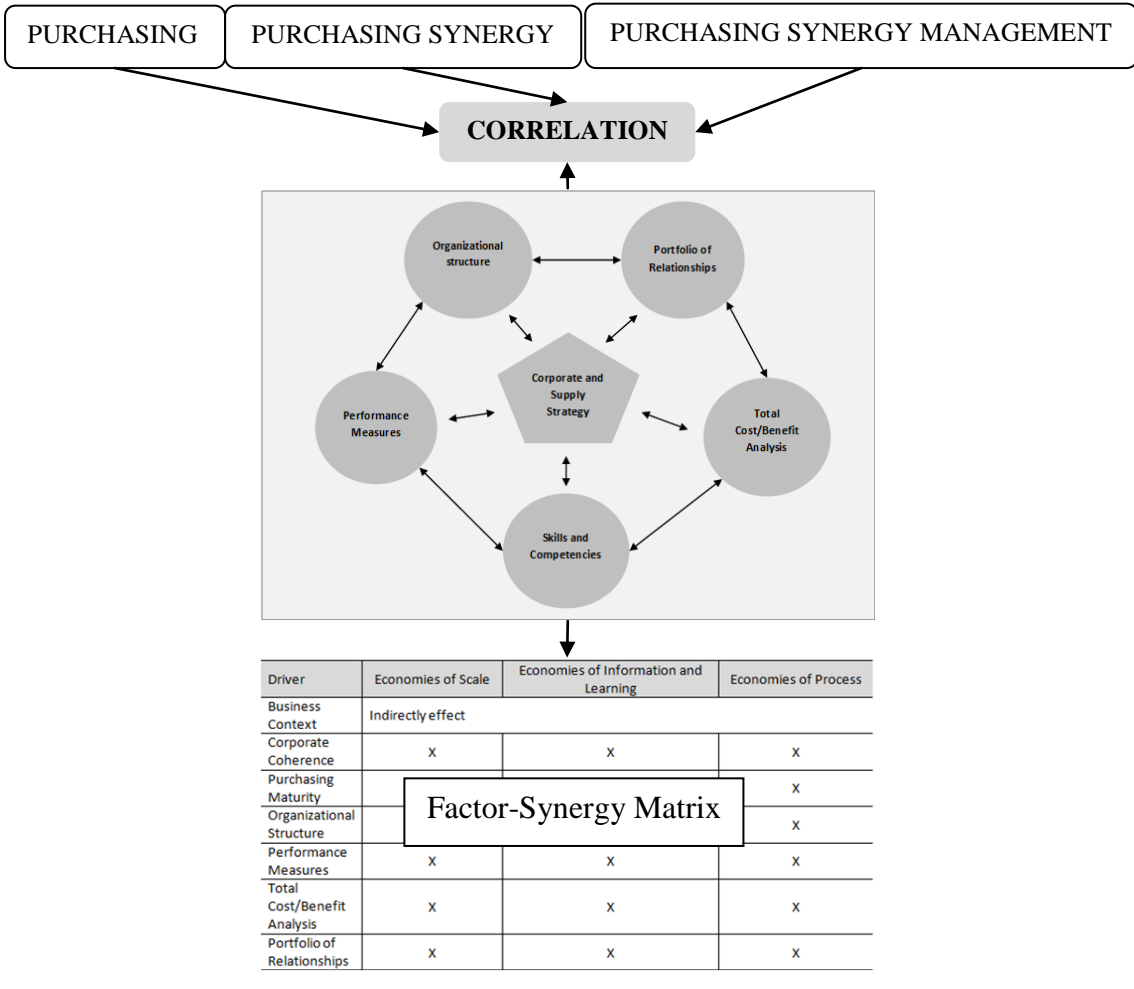 PURCHASING
PURCHASING SYNERGY
PURCHASING SYNERGY MANAGEMENT
CORRELATION
Organizational
structure
Portfolio of
Relationships
Corporate and
Supply
Strategy
Performance
Measures
Total
Cost/Benefit
Analysis
Skills and
Competencies
Driver
Economies of Scale
Economies of Information and
Learning
Economies of Process
Business
Context
Indirectly effect
Corporate
Coherence
X X X
Purchasing
Maturity
X
Factor-Synergy Matrix
Organizational
Structure
X
Performance
Measures
X X X
Total
Cost/Benefit
Analysis
X X X
Portfolio of
Relationships
X X X